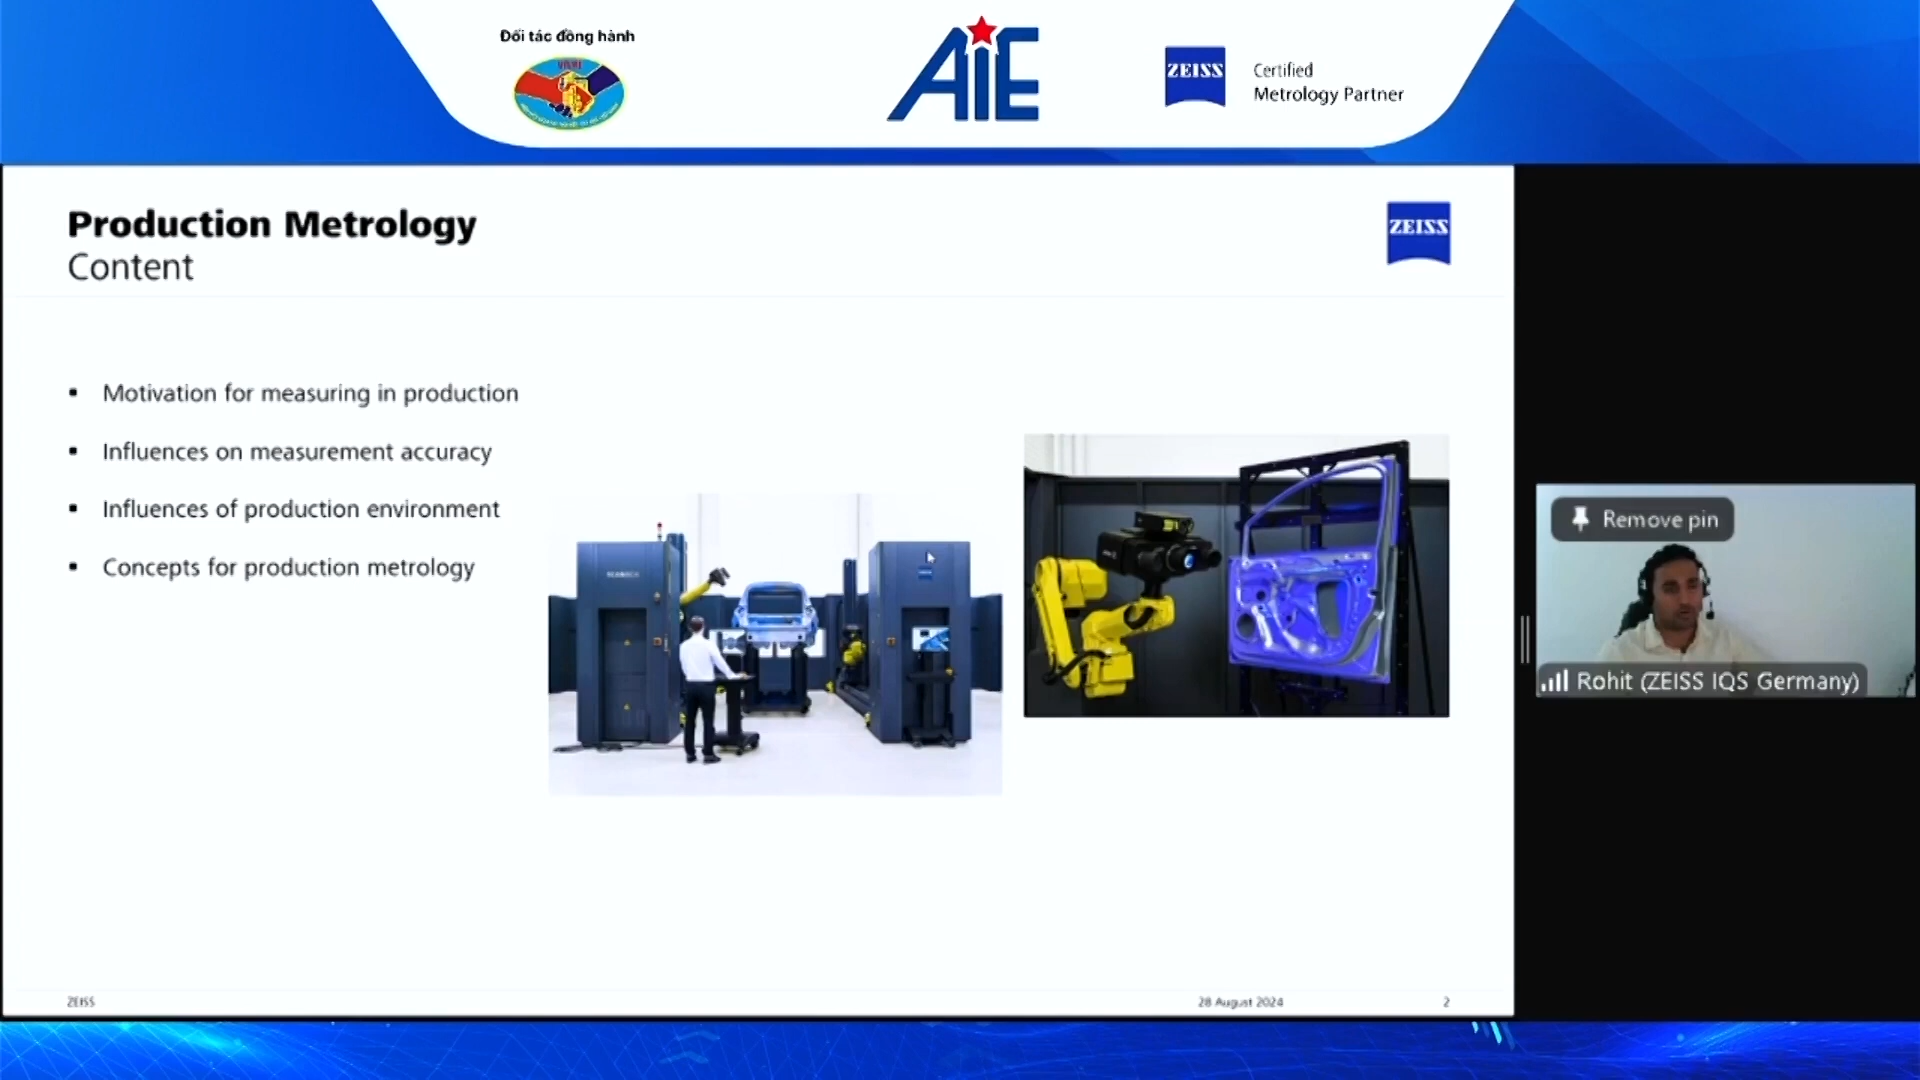 Đối tác đồng hành
AiE
ZEISS
Certified
Metrology Partner
Production Metrology
Content
ZEISS
Motivation for measuring in production
Influences on measurement accuracy
Influences of production environment
Concepts for production metrology
Remove pin
Rohit (ZEISS IQS Germany)
ZEISS
28 August 2024
2